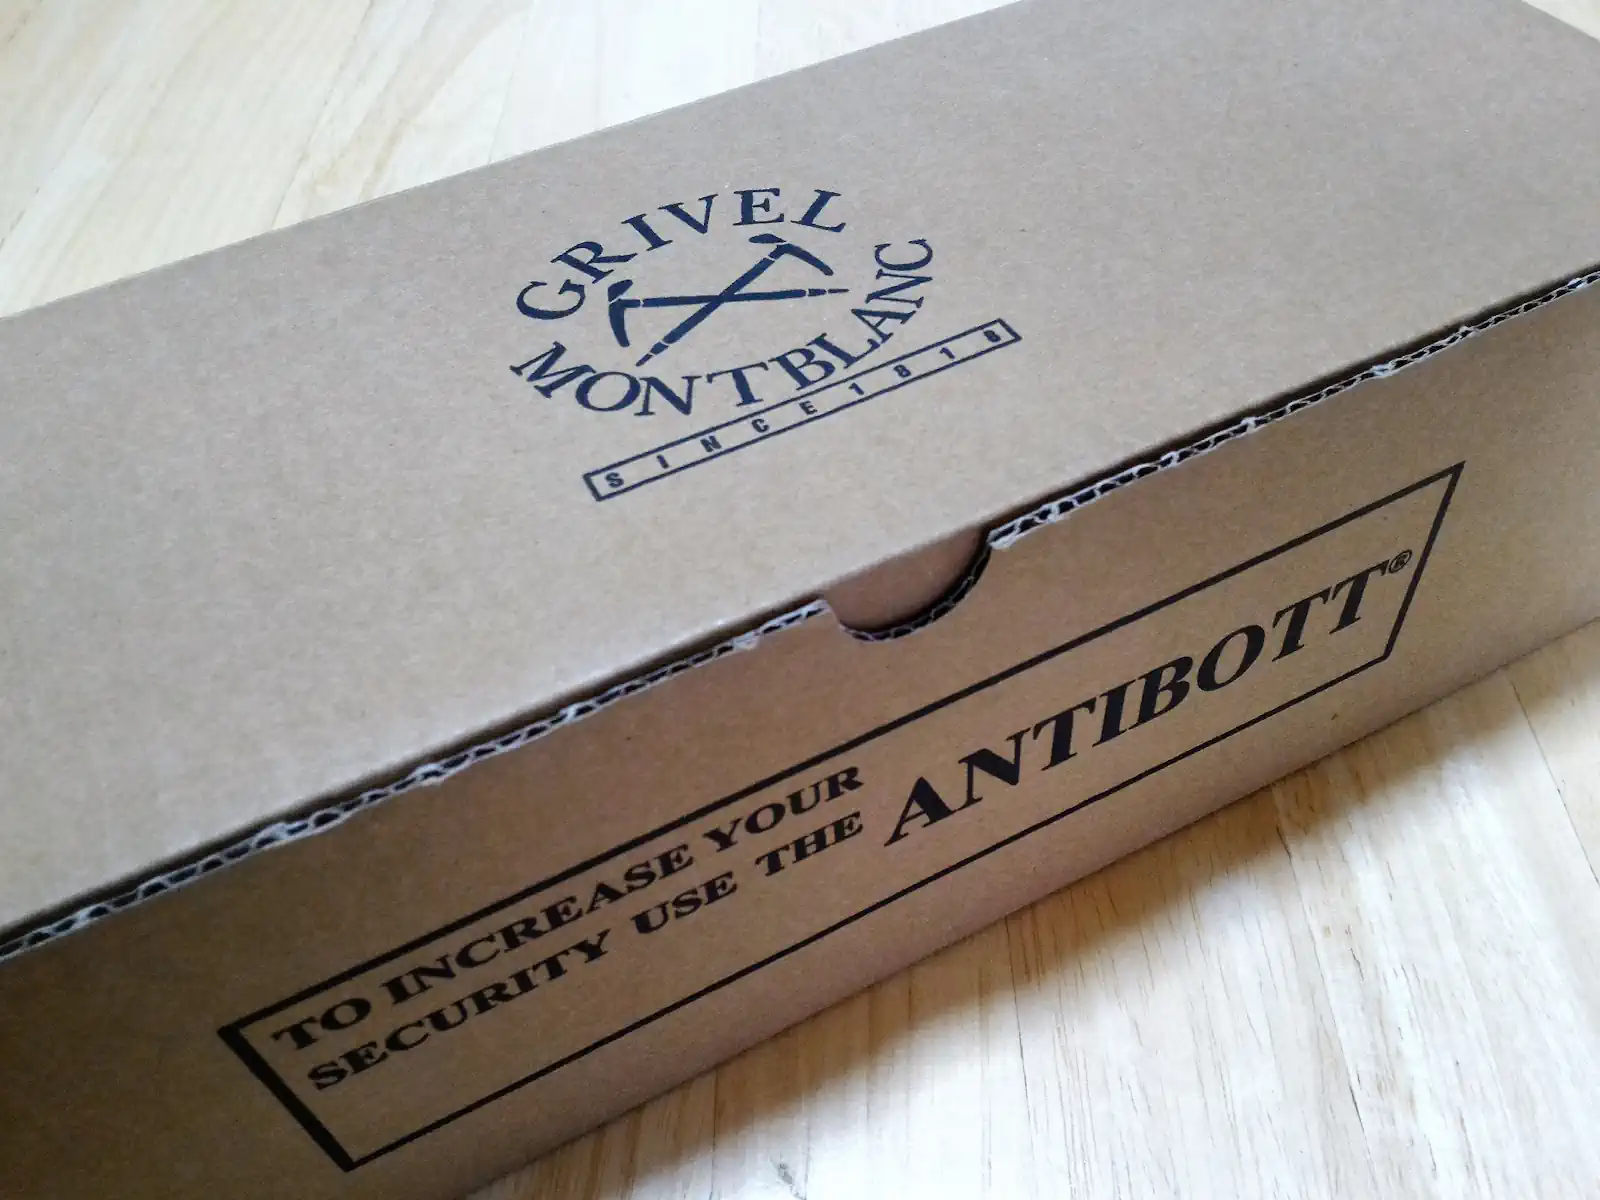 GRIVEL
MONTBLANC
SINCE 1818
TO INCREASE YOUR
SECURITY USE THE
ANTIBOTT®